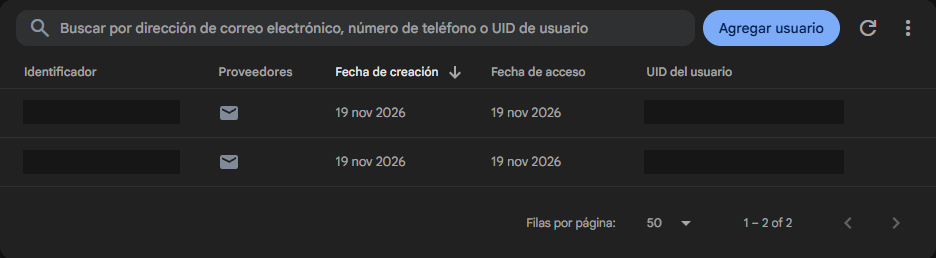 Buscar por dirección de correo electrónico, número de teléfono o UID de usuario Agregar usuario
Identificador Proveedores Fecha de creación Fecha de acceso UID del usuario
19 nov 2026 19 nov 2026
19 nov 2026 19 nov 2026
Filas por página: 50 1 – 2 of 2